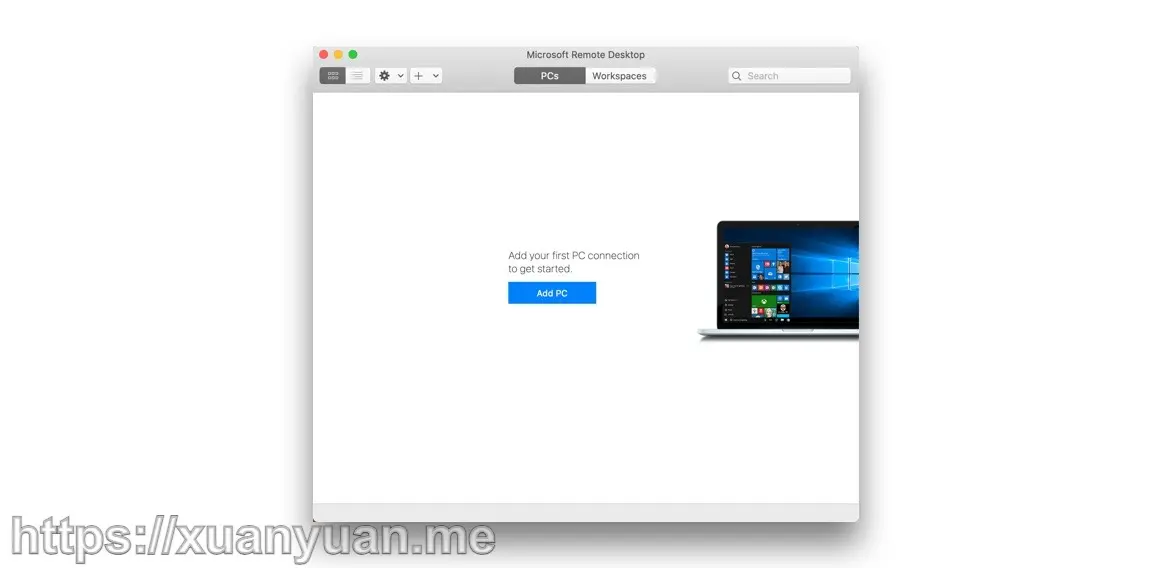 Microsoft Remote Desktop
PCs
Workspaces
Search
Add your first PC connection
to get started.
Add PC
https://xuanyuan.me